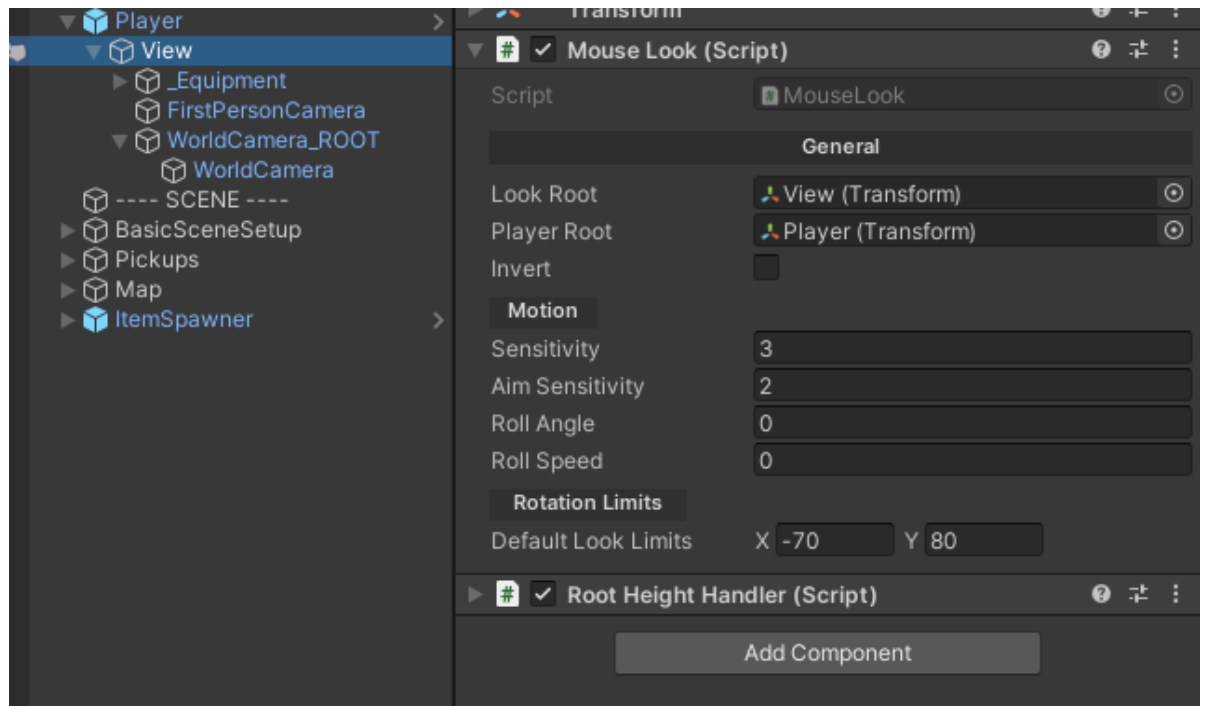 Player
View
_Equipment
FirstPersonCamera
WorldCamera_ROOT
WorldCamera
---- SCENE ----
BasicSceneSetup
Pickups
Map
ItemSpawner
Transform
Mouse Look (Script)
Script MouseLook
General
Look Root View (Transform)
Player Root Player (Transform)
Invert
Motion
Sensitivity 3
Aim Sensitivity 2
Roll Angle 0
Roll Speed 0
Rotation Limits
Default Look Limits X -70 Y 80
Root Height Handler (Script)
Add Component